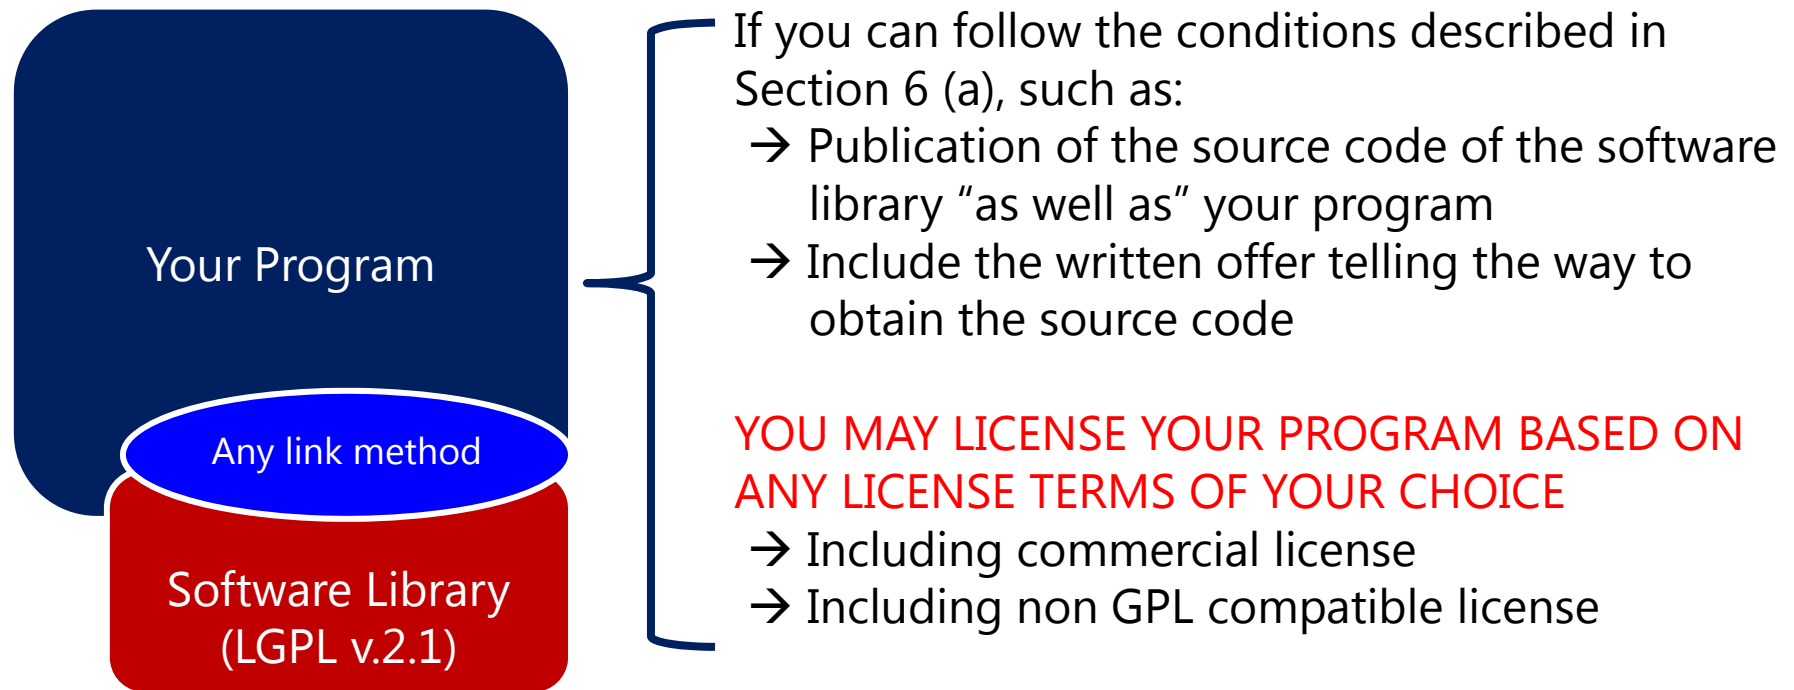 Your Program
Any link method
Software Library
(LGPL v.2.1)
If you can follow the conditions described in
Section 6 (a), such as:
→ Publication of the source code of the software
library “as well as” your program
→ Include the written offer telling the way to
obtain the source code
YOU MAY LICENSE YOUR PROGRAM BASED ON
ANY LICENSE TERMS OF YOUR CHOICE
→ Including commercial license
→ Including non GPL compatible license